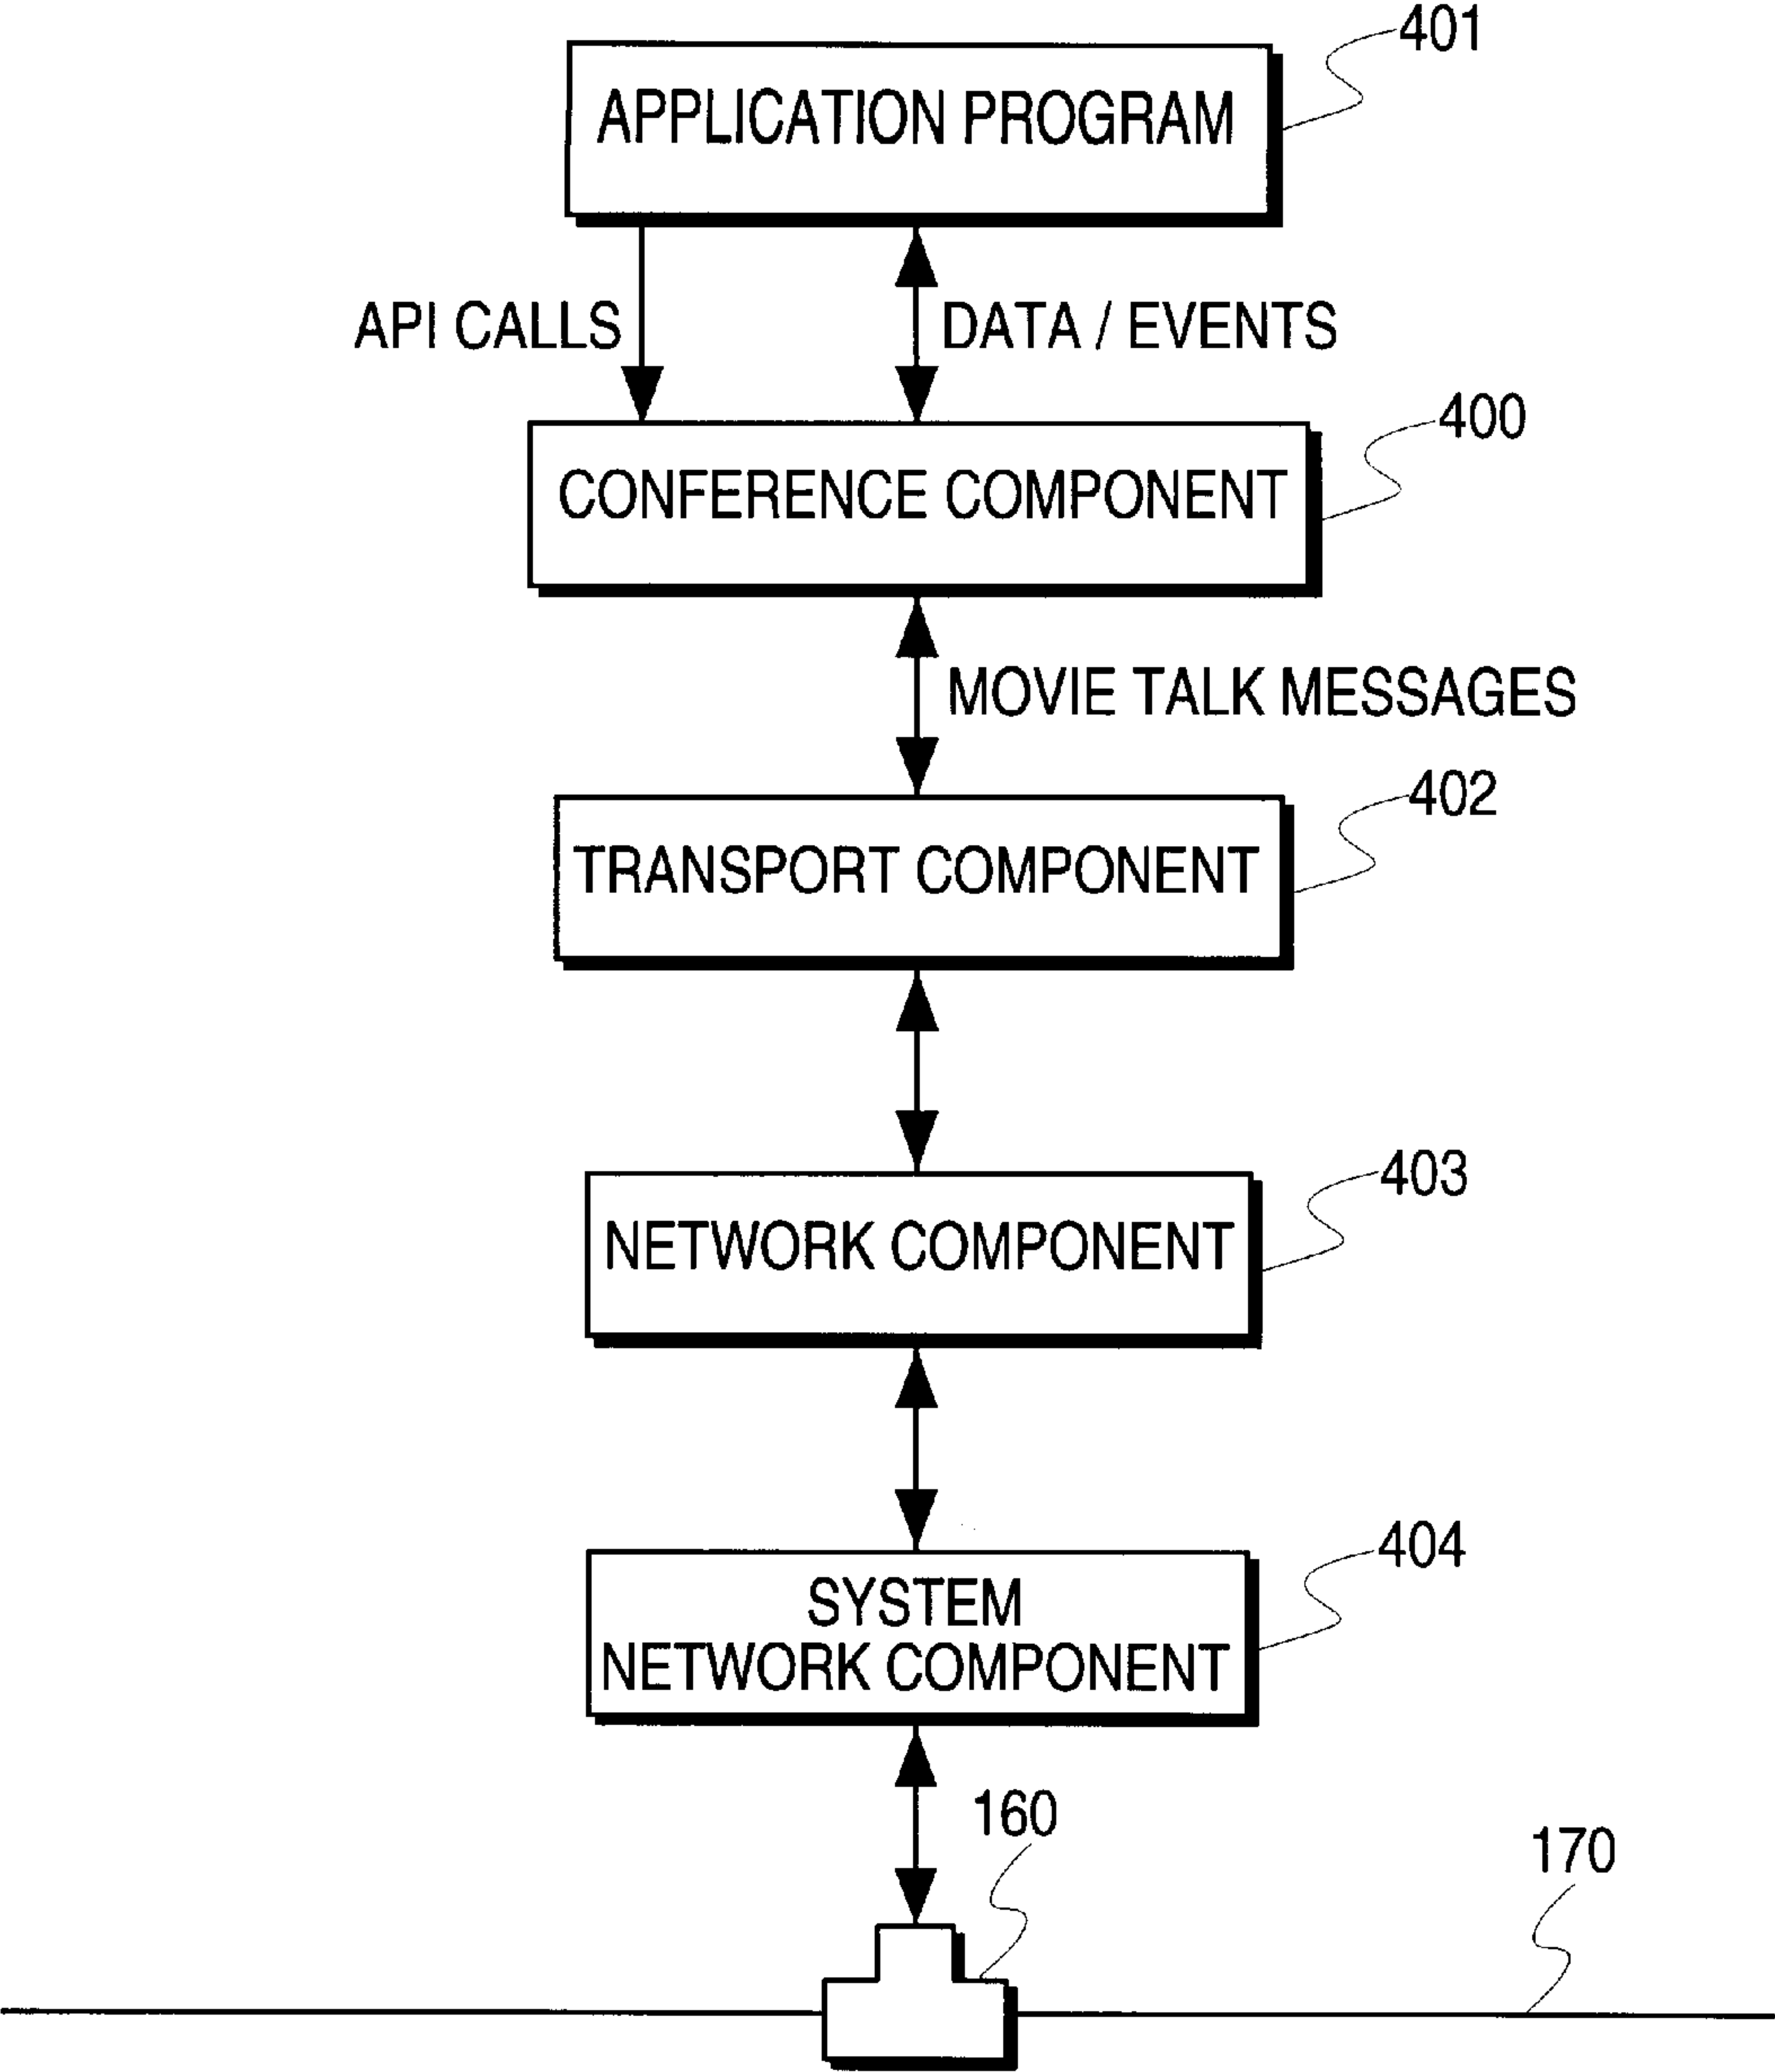 401
APPLICATION PROGRAM
API CALLS
DATA / EVENTS
400
CONFERENCE COMPONENT
MOVIE TALK MESSAGES
402
TRANSPORT COMPONENT
403
NETWORK COMPONENT
404
SYSTEM
NETWORK COMPONENT
160
170